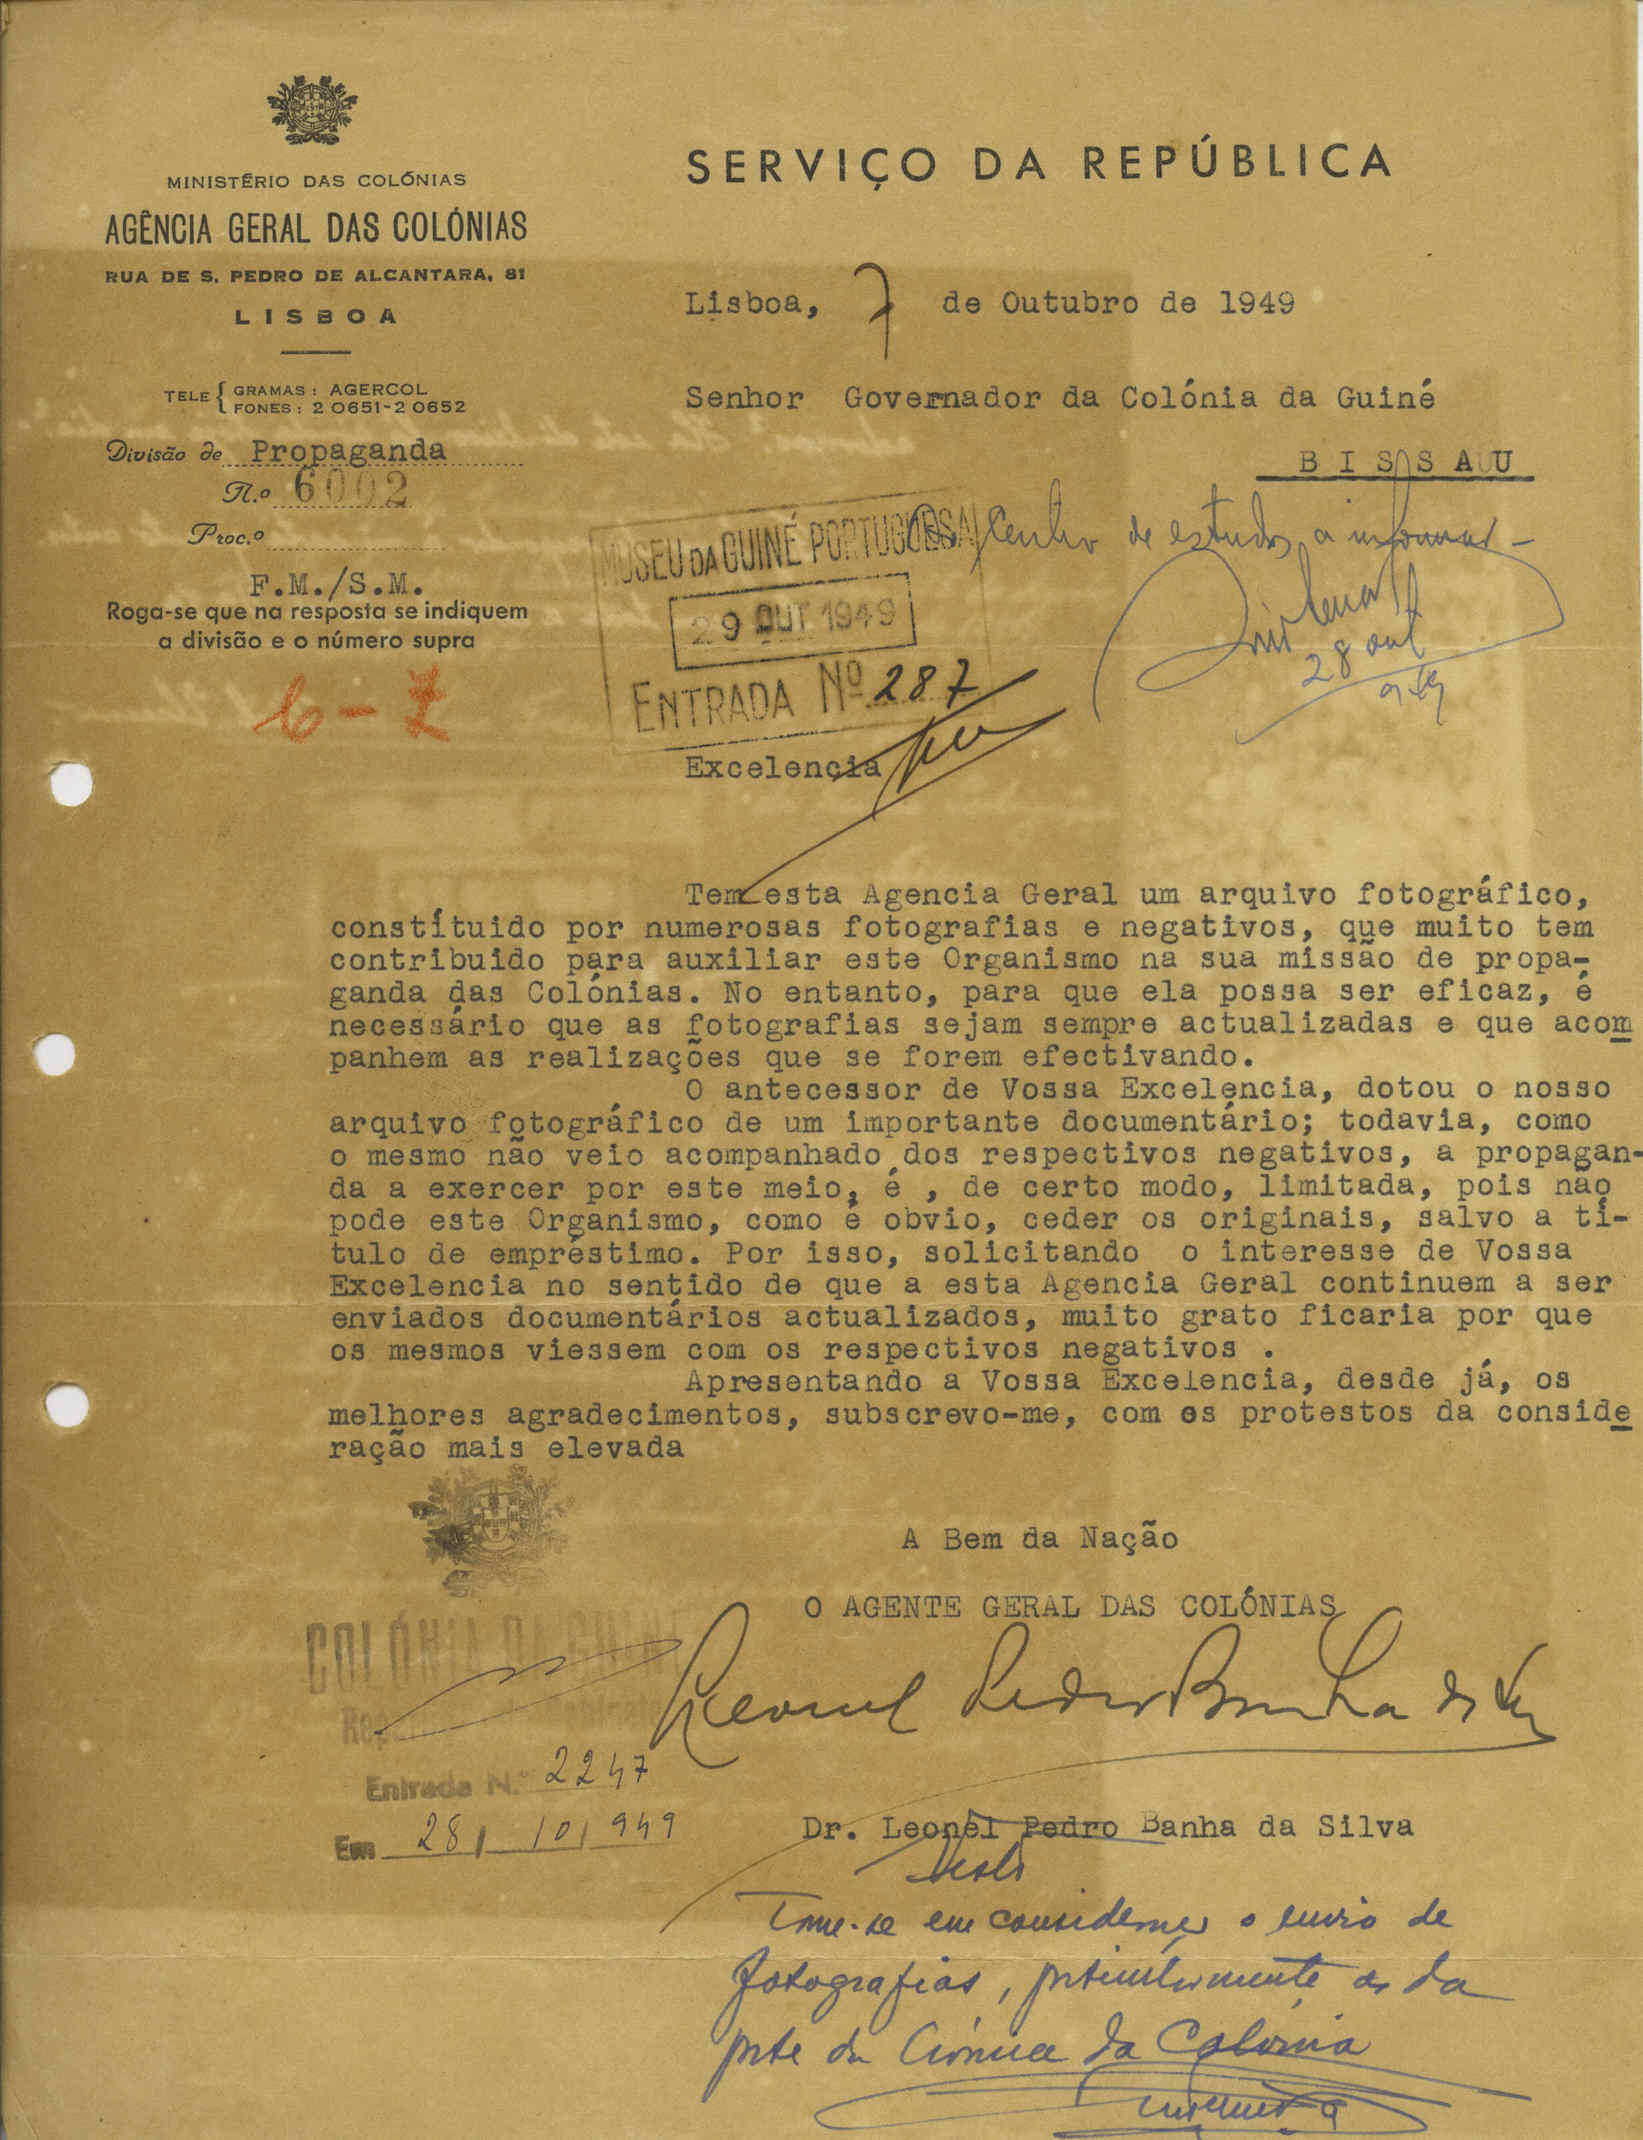 MINISTÉRIO DAS COLÓNIAS
AGÊNCIA GERAL DAS COLÓNIAS
RUA DE S. PEDRO DE ALCANTARA, 81
LISBOA
TELE { GRAMAS: AGERCOL
FONES: 2 0651-2 0652
Divisão de Propaganda
N.º 6002
Proc.º
F.M./S.M.
Roga-se que na resposta se indiquem
a divisão e o número supra
SERVIÇO DA REPÚBLICA
Lisboa, 7 de Outubro de 1949
Senhor Governador da Colónia da Guiné
BISSAU
Centro de estudos a informar
28 out
949
MUSEU DA GUINÉ PORTUGUESA
29 OUT 1949
ENTRADA Nº 287
Excelencia
Tem esta Agencia Geral um arquivo fotográfico,
constítuido por numerosas fotografias e negativos, que muito tem
contribuido para auxiliar este Organismo na sua missão de propa-
ganda das Colónias. No entanto, para que ela possa ser eficaz, é
necessário que as fotografias sejam sempre actualizadas e que acom
panhem as realizações que se forem efectivando.
O antecessor de Vossa Excelencia, dotou o nosso
arquivo fotográfico de um importante documentário; todavia, como
o mesmo não veio acompanhado dos respectivos negativos, a propagan-
da a exercer por este meio, é , de certo modo, limitada, pois não
pode este Organismo, como é obvio, ceder os originais, salvo a tí-
tulo de empréstimo. Por isso, solicitando o interesse de Vossa
Excelencia no sentido de que a esta Agencia Geral continuem a ser
enviados documentários actualizados, muito grato ficaria por que
os mesmos viessem com os respectivos negativos .
Apresentando a Vossa Excelencia, desde já, os
melhores agradecimentos, subscrevo-me, com os protestos da conside
ração mais elevada
A Bem da Nação
O AGENTE GERAL DAS COLÓNIAS
Leonel Pedro Banha da Silva
COLÓNIA DA GUINÉ
Entrada N.º 2247
Em 28/10/949
Dr. Leonel Pedro Banha da Silva
Tome-se em consideração o envio de
fotografias, particularmente as da
parte da Crónica da Colónia